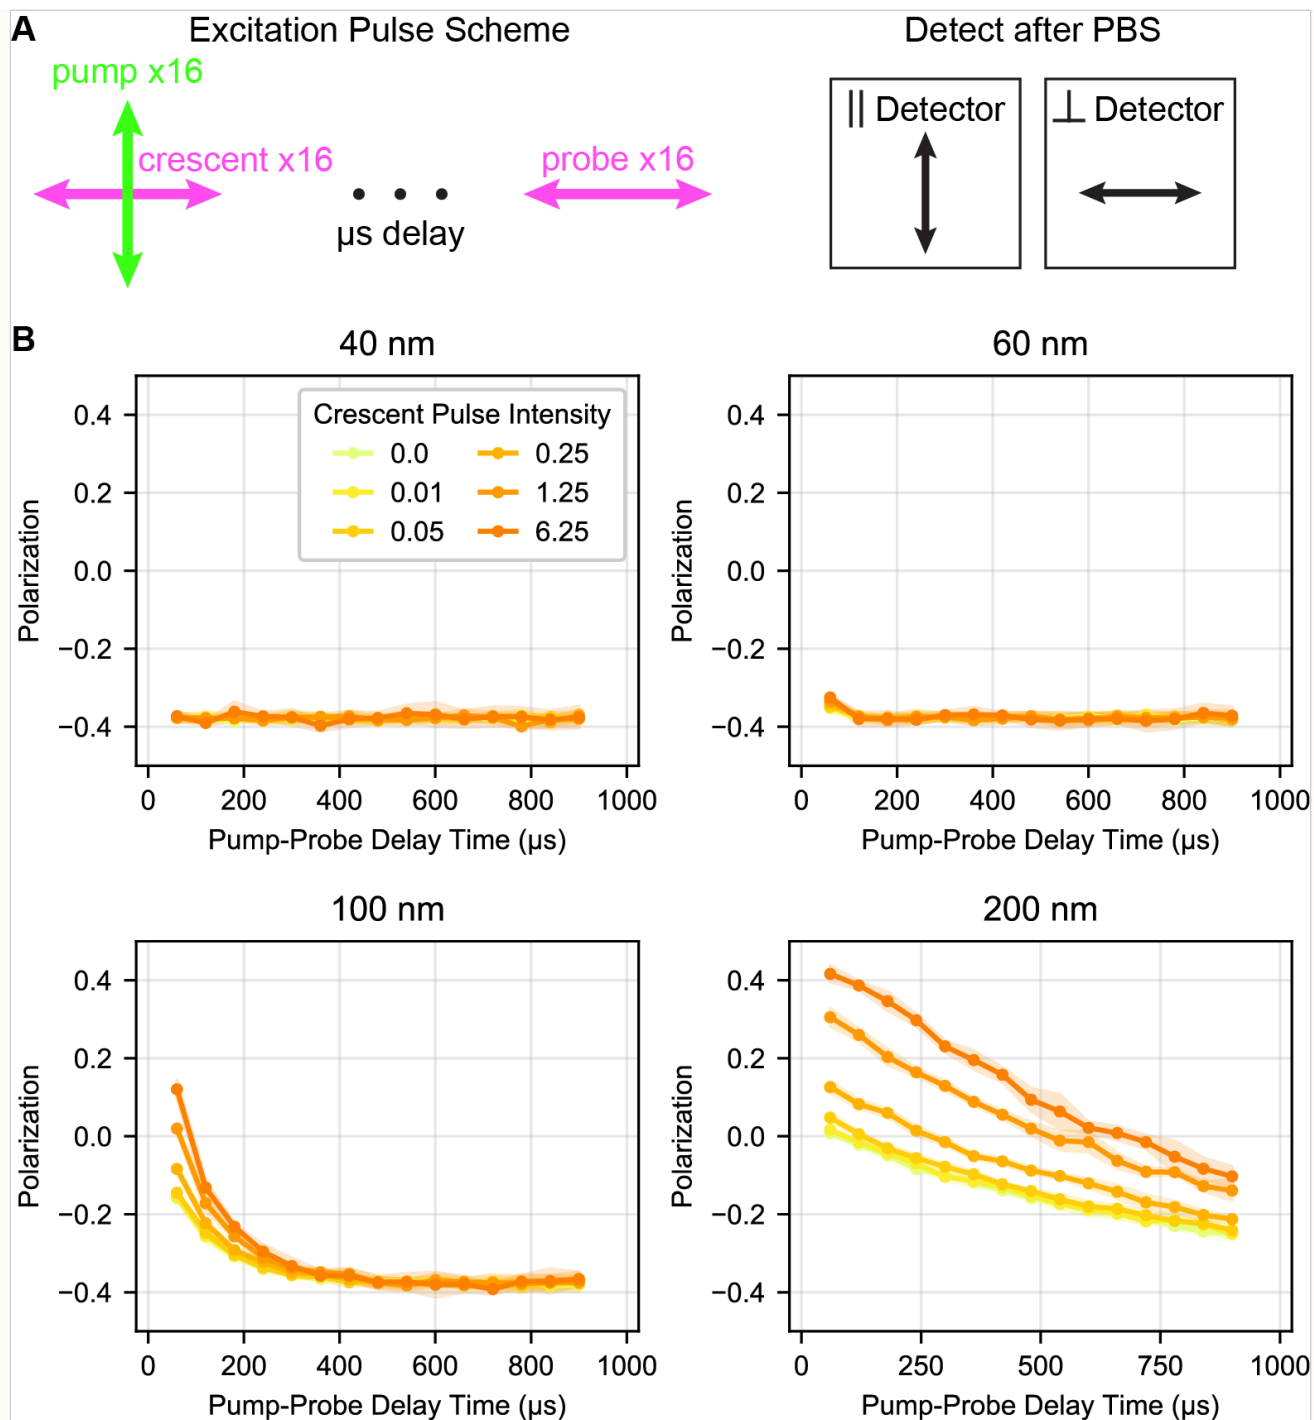 A
Excitation Pulse Scheme
Detect after PBS
pump x16
crescent x16
probe x16
µs delay
|| Detector
⊥ Detector
B
40 nm
60 nm
Crescent Pulse Intensity
0.0
0.25
0.01
1.25
0.05
6.25
0.4
0.2
0.0
−0.2
−0.4
Polarization
0 200 400 600 800 1000
Pump-Probe Delay Time (µs)
0.4
0.2
0.0
−0.2
−0.4
Polarization
0 200 400 600 800 1000
Pump-Probe Delay Time (µs)
100 nm
200 nm
0.4
0.2
0.0
−0.2
−0.4
Polarization
0 200 400 600 800 1000
Pump-Probe Delay Time (µs)
0.4
0.2
0.0
−0.2
−0.4
Polarization
0 250 500 750 1000
Pump-Probe Delay Time (µs)